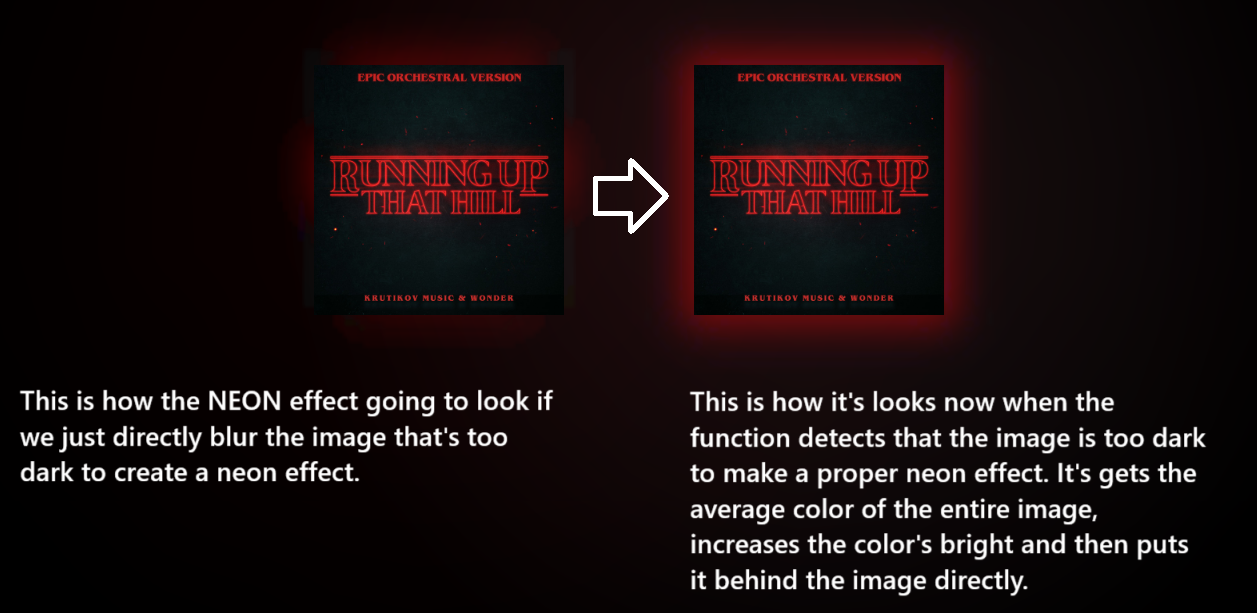 EPIC ORCHESTRAL VERSION
RUNNING UP
THAT HILL
KRUTIKOV MUSIC & WONDER
EPIC ORCHESTRAL VERSION
RUNNING UP
THAT HILL
KRUTIKOV MUSIC & WONDER
This is how the NEON effect going to look if
we just directly blur the image that's too
dark to create a neon effect.
This is how it's looks now when the
function detects that the image is too dark
to make a proper neon effect. It's gets the
average color of the entire image,
increases the color's bright and then puts
it behind the image directly.